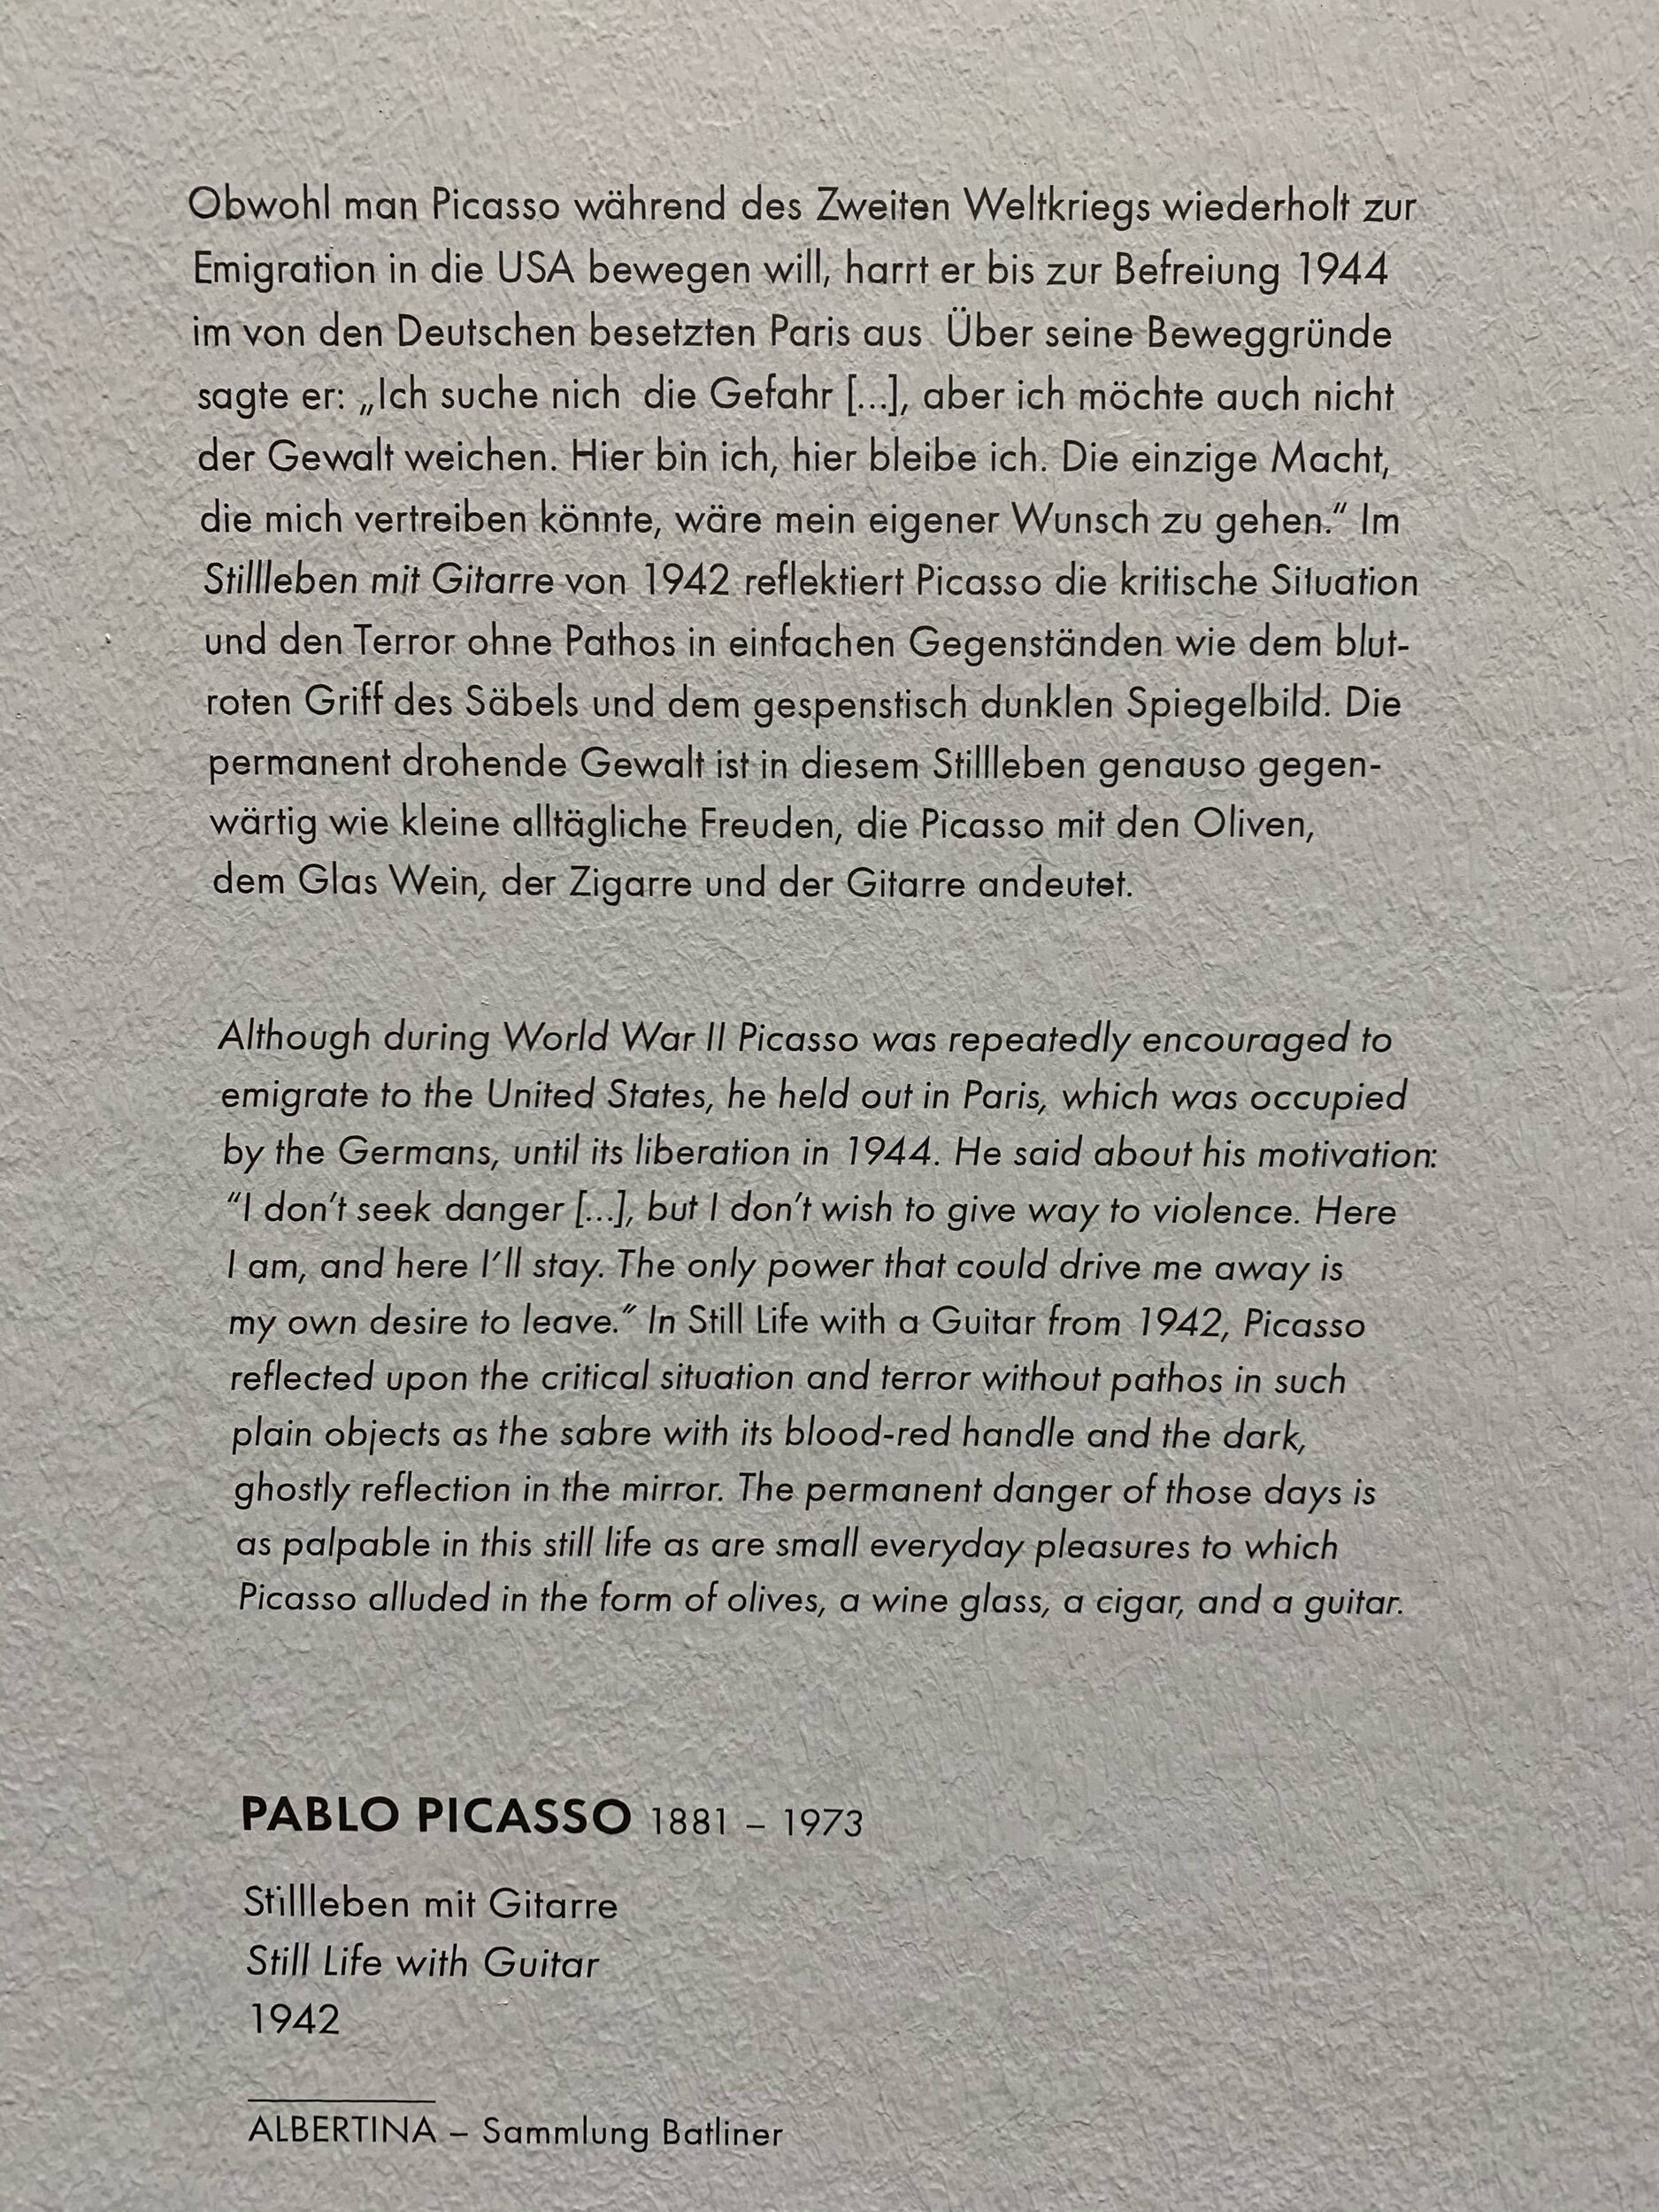 Obwohl man Picasso während des Zweiten Weltkriegs wiederholt zur
Emigration in die USA bewegen will, harrt er bis zur Befreiung 1944
im von den Deutschen besetzten Paris aus  Über seine Beweggründe
sagte er: „Ich suche nich  die Gefahr [...], aber ich möchte auch nicht
der Gewalt weichen. Hier bin ich, hier bleibe ich. Die einzige Macht,
die mich vertreiben könnte, wäre mein eigener Wunsch zu gehen.“ Im
Stillleben mit Gitarre von 1942 reflektiert Picasso die kritische Situation
und den Terror ohne Pathos in einfachen Gegenständen wie dem blut-
roten Griff des Säbels und dem gespenstisch dunklen Spiegelbild. Die
permanent drohende Gewalt ist in diesem Stillleben genauso gegen-
wärtig wie kleine alltägliche Freuden, die Picasso mit den Oliven,
dem Glas Wein, der Zigarre und der Gitarre andeutet.
Although during World War II Picasso was repeatedly encouraged to
emigrate to the United States, he held out in Paris, which was occupied
by the Germans, until its liberation in 1944. He said about his motivation:
“I don’t seek danger [...], but I don’t wish to give way to violence. Here
I am, and here I’ll stay. The only power that could drive me away is
my own desire to leave.” In Still Life with a Guitar from 1942, Picasso
reflected upon the critical situation and terror without pathos in such
plain objects as the sabre with its blood-red handle and the dark,
ghostly reflection in the mirror. The permanent danger of those days is
as palpable in this still life as are small everyday pleasures to which
Picasso alluded in the form of olives, a wine glass, a cigar, and a guitar.
PABLO PICASSO 1881 – 1973
Stillleben mit Gitarre
Still Life with Guitar
1942
ALBERTINA – Sammlung Batliner